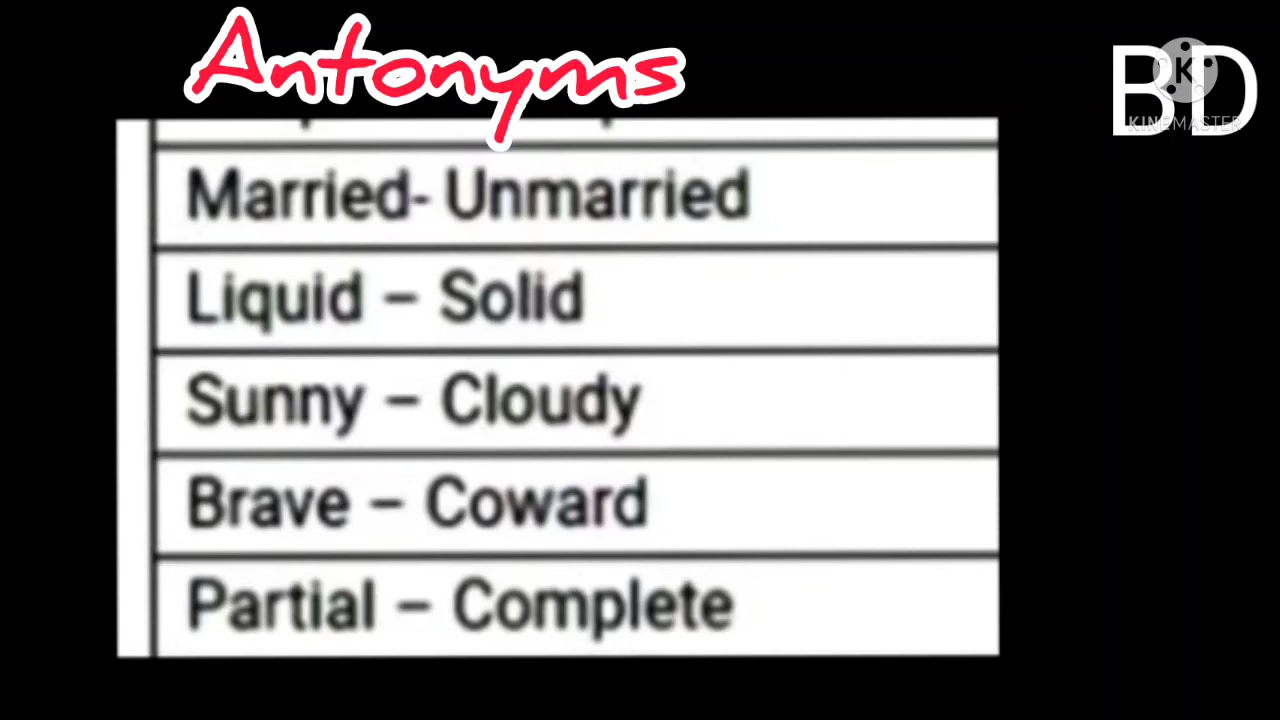 Antonyms
BD
K
KINEMASTER
Married- Unmarried
Liquid – Solid
Sunny – Cloudy
Brave – Coward
Partial – Complete